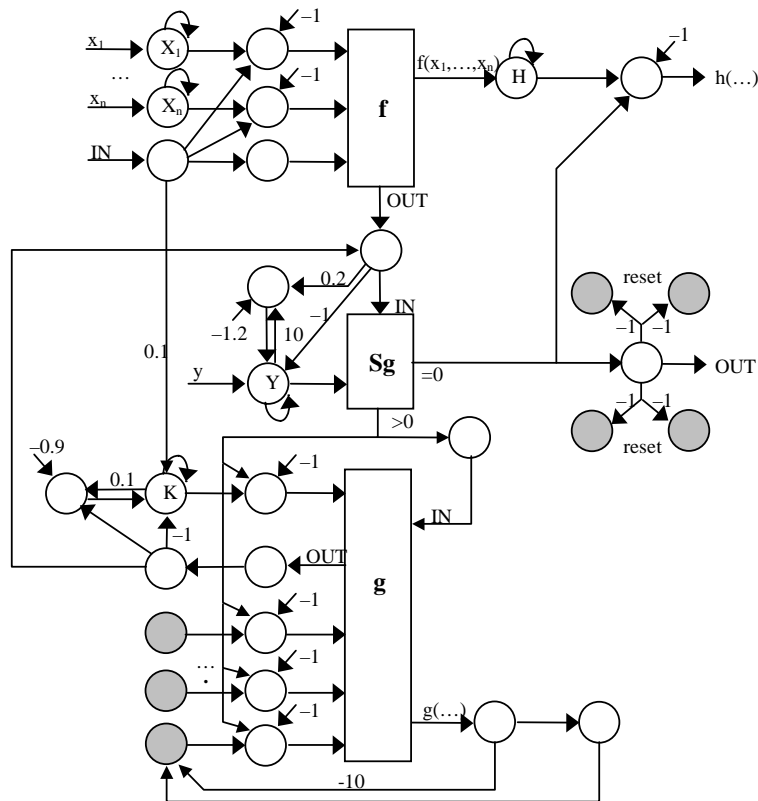 –1
x₁
X₁
...
–1
f(x₁,...,xₙ)
H
–1
h(...)
xₙ
Xₙ
f
IN
OUT
0.2
reset
–1.2
10
–1
IN
–1
–1
0.1
y
Y
Sg
=0
OUT
>0
–1
–1
reset
–0.9
0.1
K
–1
IN
–1
OUT
g
–1
...
.
–1
–1
g(...)
-10